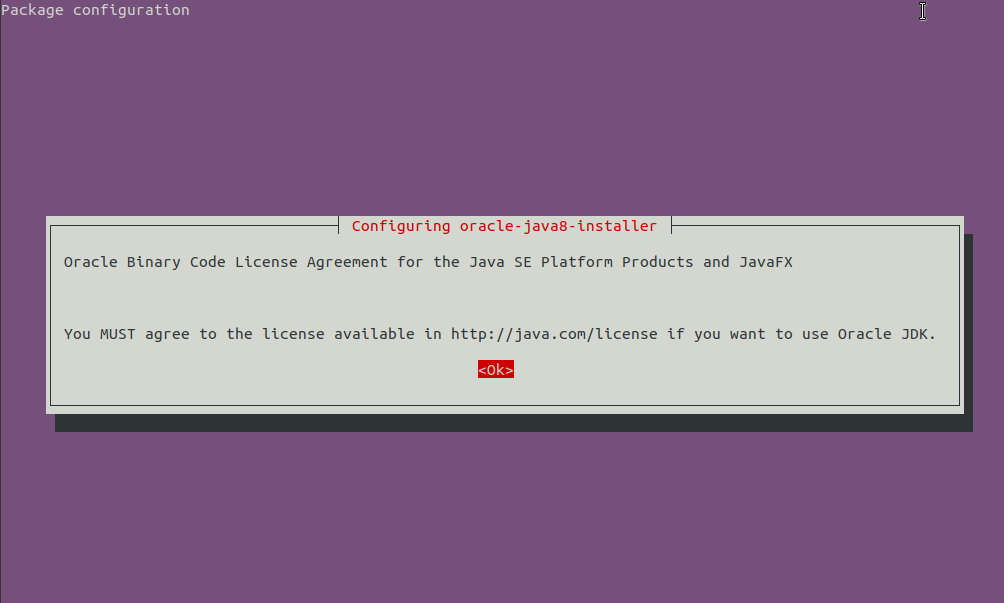 Package configuration
Configuring oracle-java8-installer
Oracle Binary Code License Agreement for the Java SE Platform Products and JavaFX
You MUST agree to the license available in http://java.com/license if you want to use Oracle JDK.
<Ok>